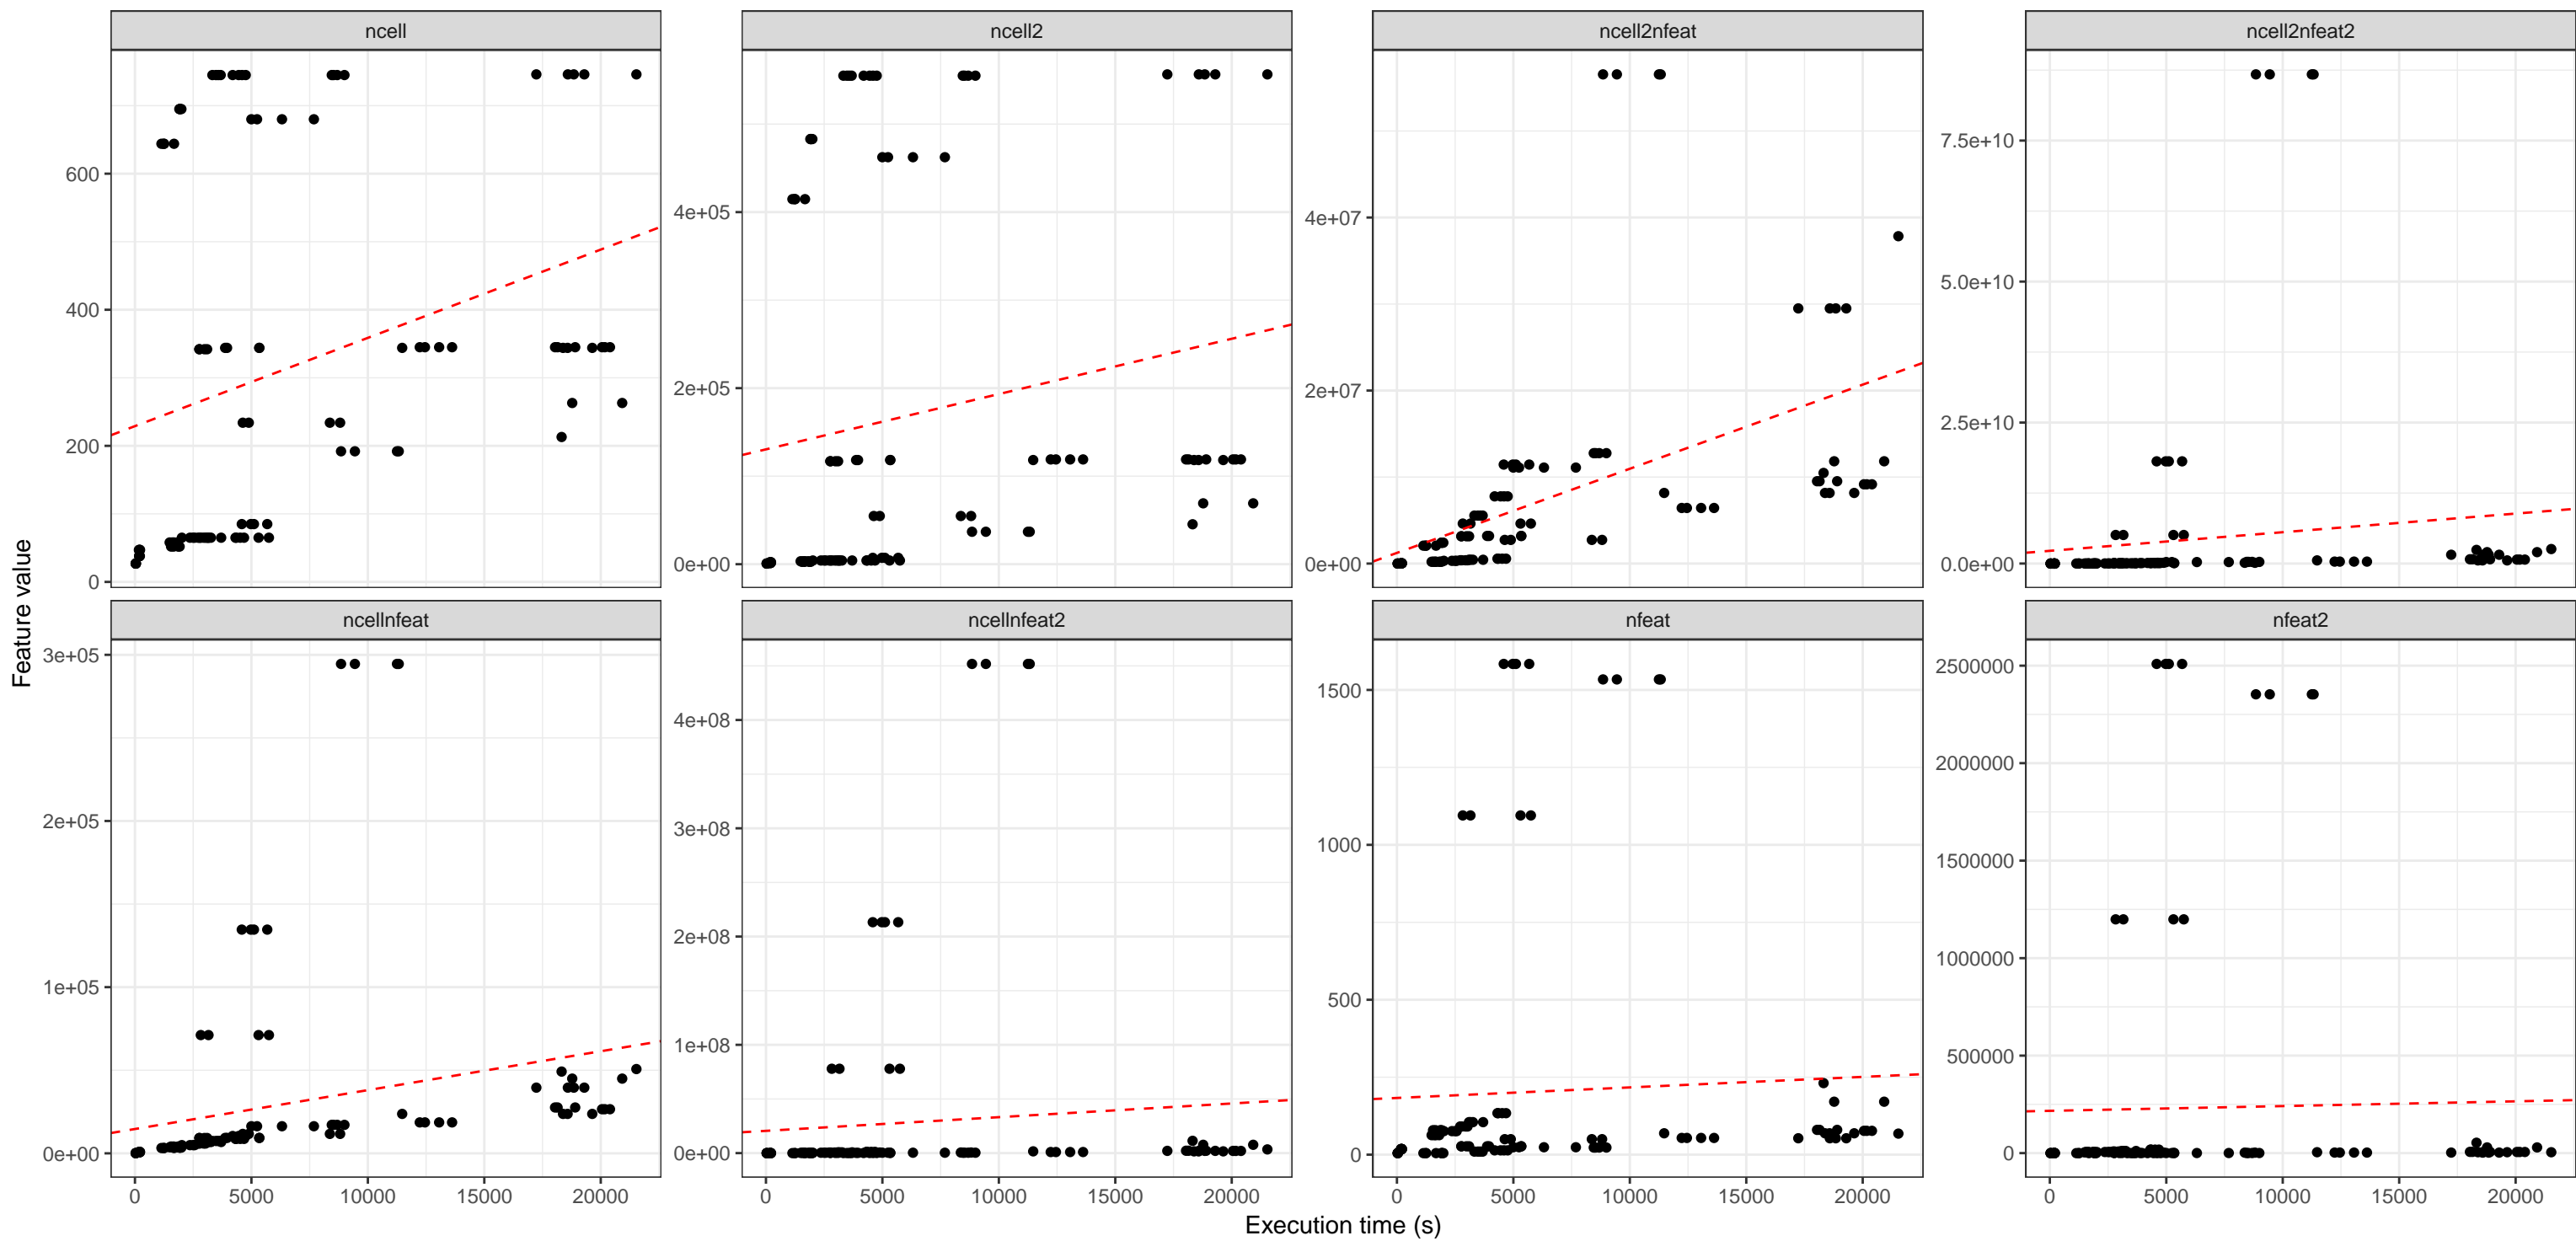 ncell
ncell2
ncell2nfeat
ncell2nfeat2
600
400
200
0
4e+05
2e+05
0e+00
4e+07
2e+07
0e+00
7.5e+10
5.0e+10
2.5e+10
0.0e+00
Feature value
ncellnfeat
ncellnfeat2
nfeat
nfeat2
3e+05
2e+05
1e+05
0e+00
4e+08
3e+08
2e+08
1e+08
0e+00
1500
1000
500
0
2500000
2000000
1500000
1000000
500000
0
0 5000 10000 15000 20000
0 5000 10000 15000 20000
0 5000 10000 15000 20000
0 5000 10000 15000 20000
Execution time (s)